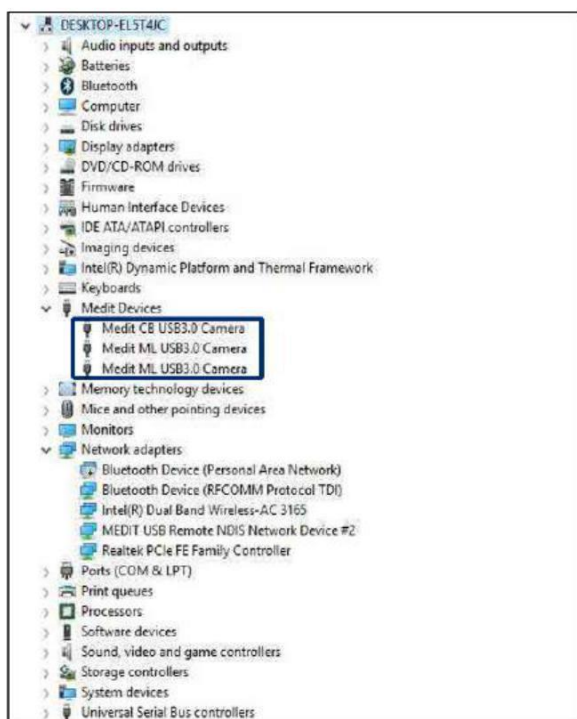 DESKTOP-EL5T4JC
Audio inputs and outputs
Batteries
Bluetooth
Computer
Disk drives
Display adapters
DVD/CD-ROM drives
Firmware
Human Interface Devices
IDE ATA/ATAPI controllers
Imaging devices
Intel(R) Dynamic Platform and Thermal Framework
Keyboards
Medit Devices
Medit CB USB3.0 Camera
Medit ML USB3.0 Camera
Medit ML USB3.0 Camera
Memory technology devices
Mice and other pointing devices
Monitors
Network adapters
Bluetooth Device (Personal Area Network)
Bluetooth Device (RFCOMM Protocol TDI)
Intel(R) Dual Band Wireless-AC 3165
MEDIT USB Remote NDIS Network Device #2
Realtek PCIe FE Family Controller
Ports (COM & LPT)
Print queues
Processors
Software devices
Sound, video and game controllers
Storage controllers
System devices
Universal Serial Bus controllers